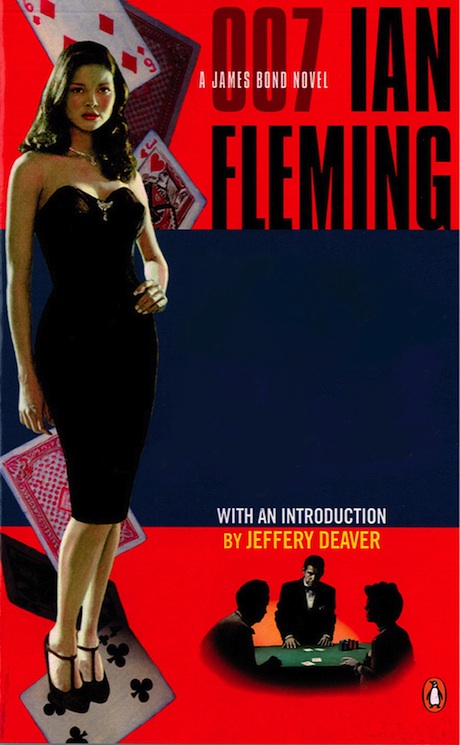 007 IAN
A JAMES BOND NOVEL
FLEMING
WITH AN INTRODUCTION
BY JEFFERY DEAVER